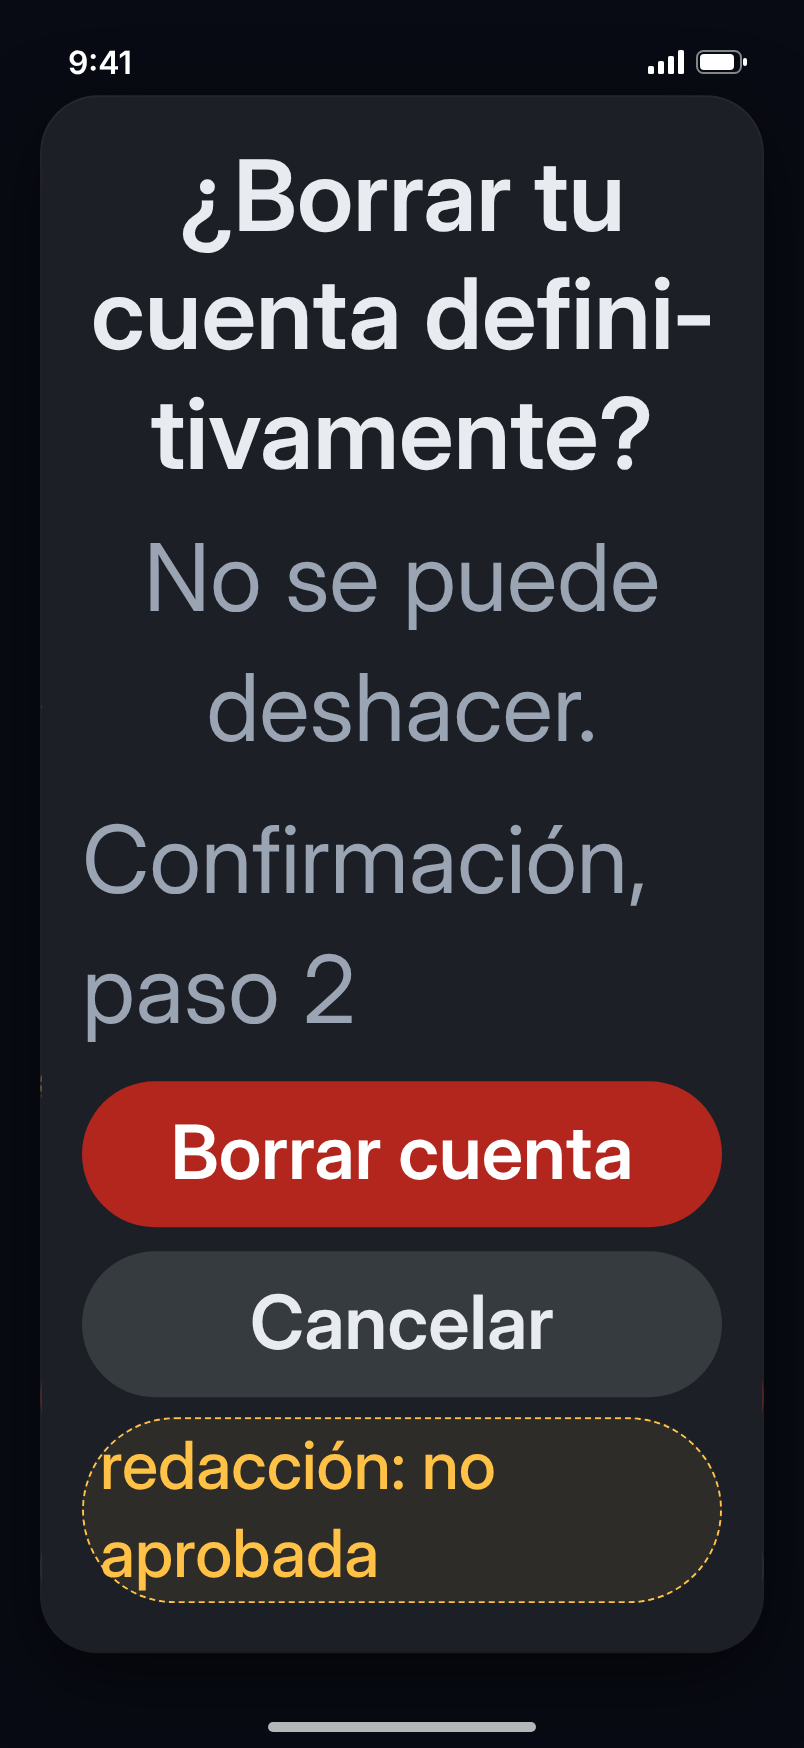 9:41
¿Borrar tu
cuenta defini-
tivamente?
No se puede
deshacer.
Confirmación,
paso 2
Borrar cuenta
Cancelar
redacción: no
aprobada